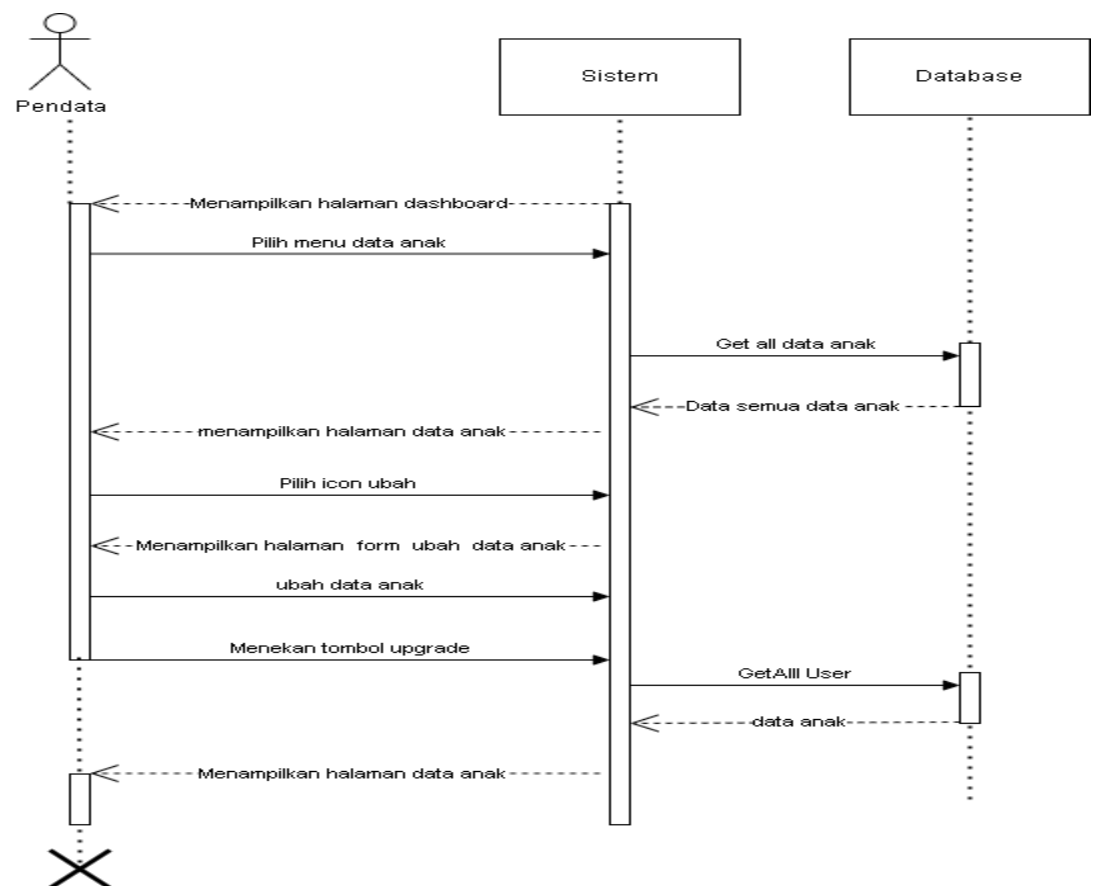 Pendata
Sistem
Database
Menampilkan halaman dashboard
Pilih menu data anak
Get all data anak
Data semua data anak
menampilkan halaman data anak
Pilih icon ubah
Menampilkan halaman form ubah data anak
ubah data anak
Menekan tombol upgrade
GetAlll User
data anak
Menampilkan halaman data anak